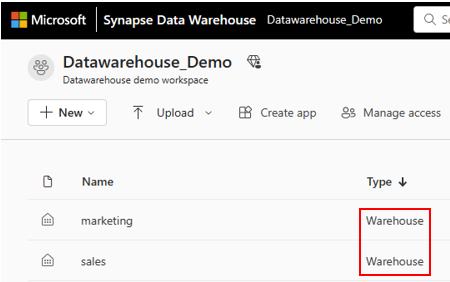 Microsoft Synapse Data Warehouse Datawarehouse_Demo
Datawarehouse_Demo
Datawarehouse demo workspace
New Upload Create app Manage access
Name Type
marketing Warehouse
sales Warehouse